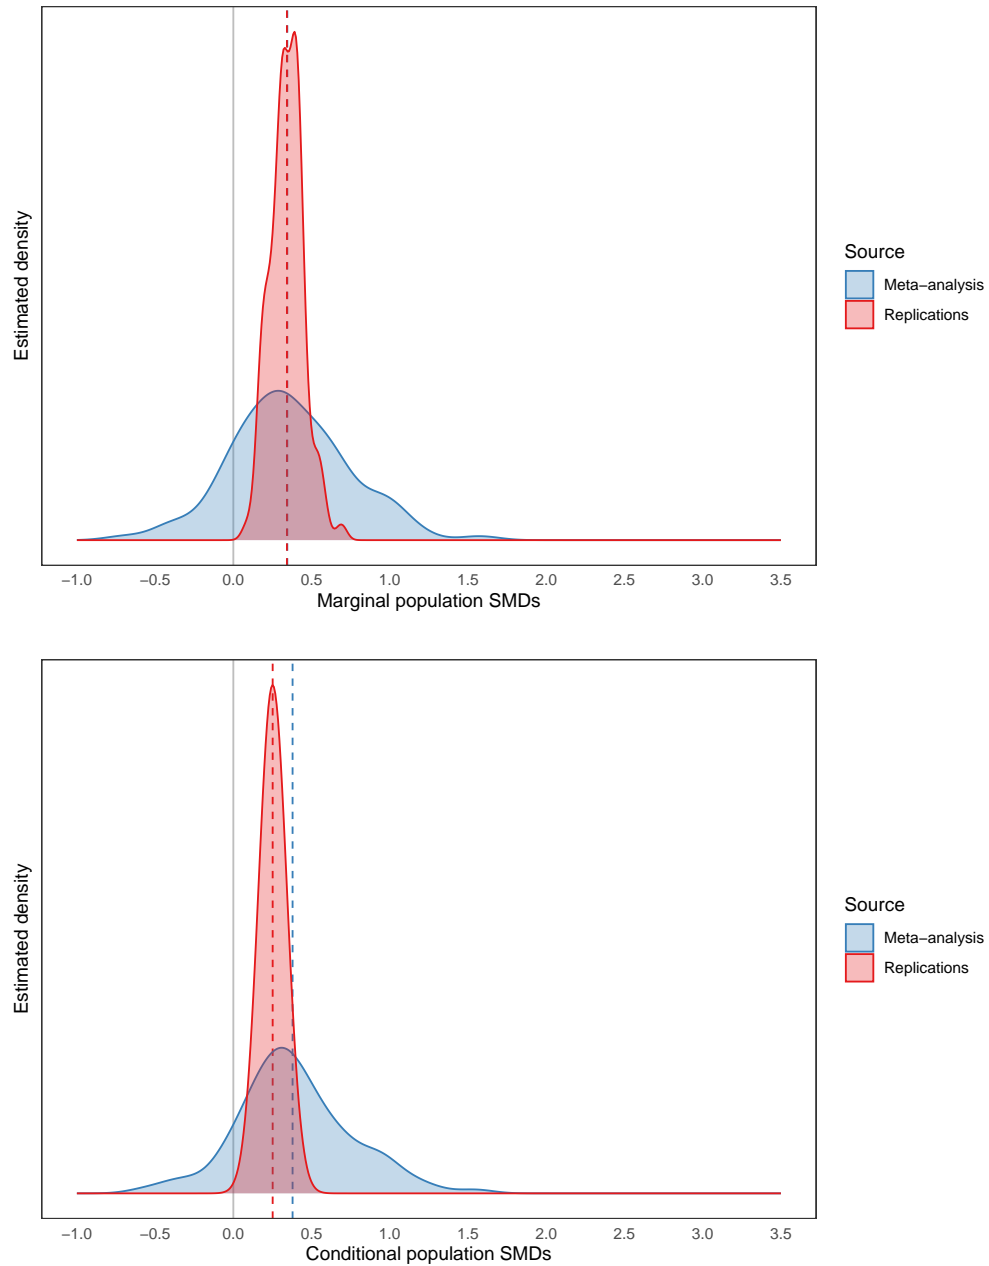 Estimated density
−1.0 −0.5 0.0 0.5 1.0 1.5 2.0 2.5 3.0 3.5
Marginal population SMDs
Source
Meta−analysis
Replications
Estimated density
−1.0 −0.5 0.0 0.5 1.0 1.5 2.0 2.5 3.0 3.5
Conditional population SMDs
Source
Meta−analysis
Replications